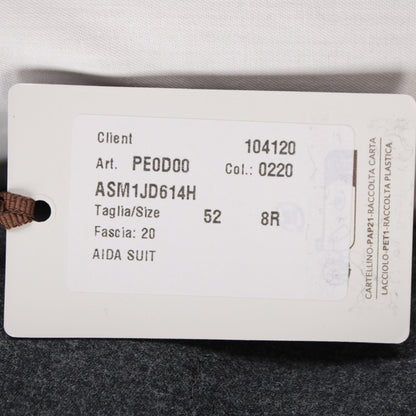 Client 104120
Art. PE0D00 Col.: 0220
ASM1JD614H
Taglia/Size 52 8R
Fascia: 20
AIDA SUIT
CARTELLINO-PAP21-RACCOLTA CARTA
LACCIOLO-PET1-RACCOLTA PLASTICA